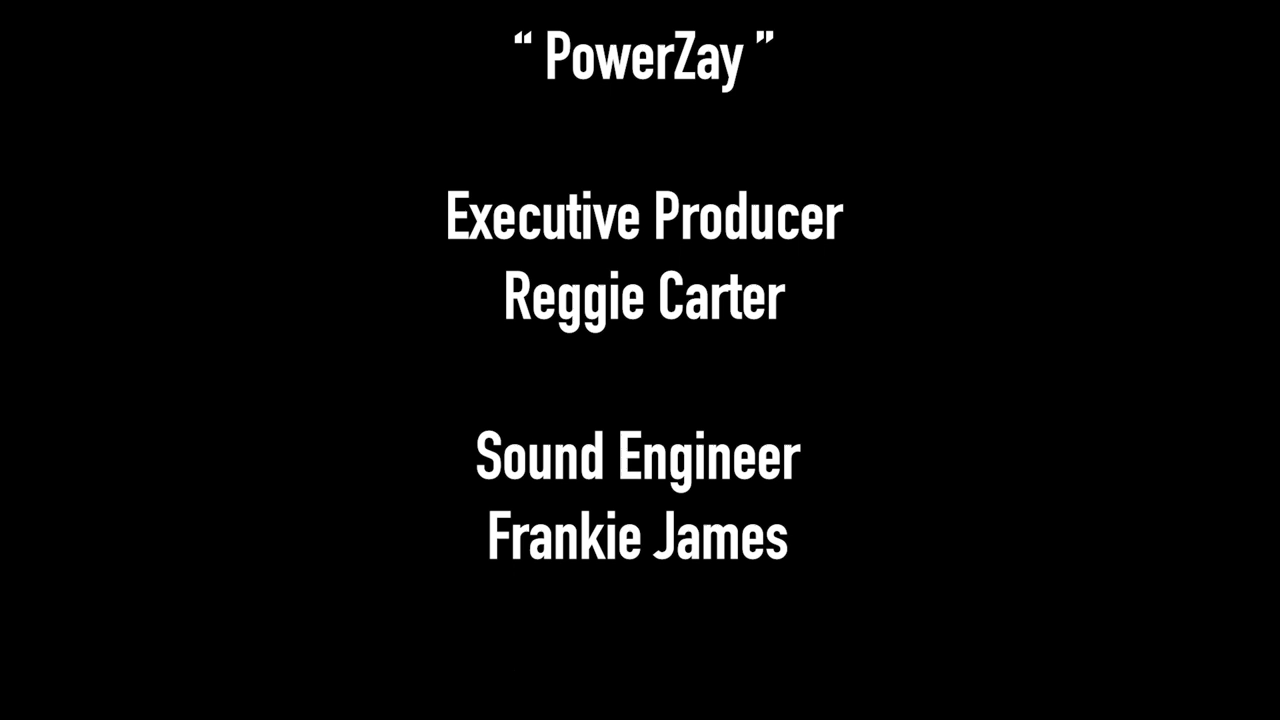 “ PowerZay ”
Executive Producer
Reggie Carter
Sound Engineer
Frankie James